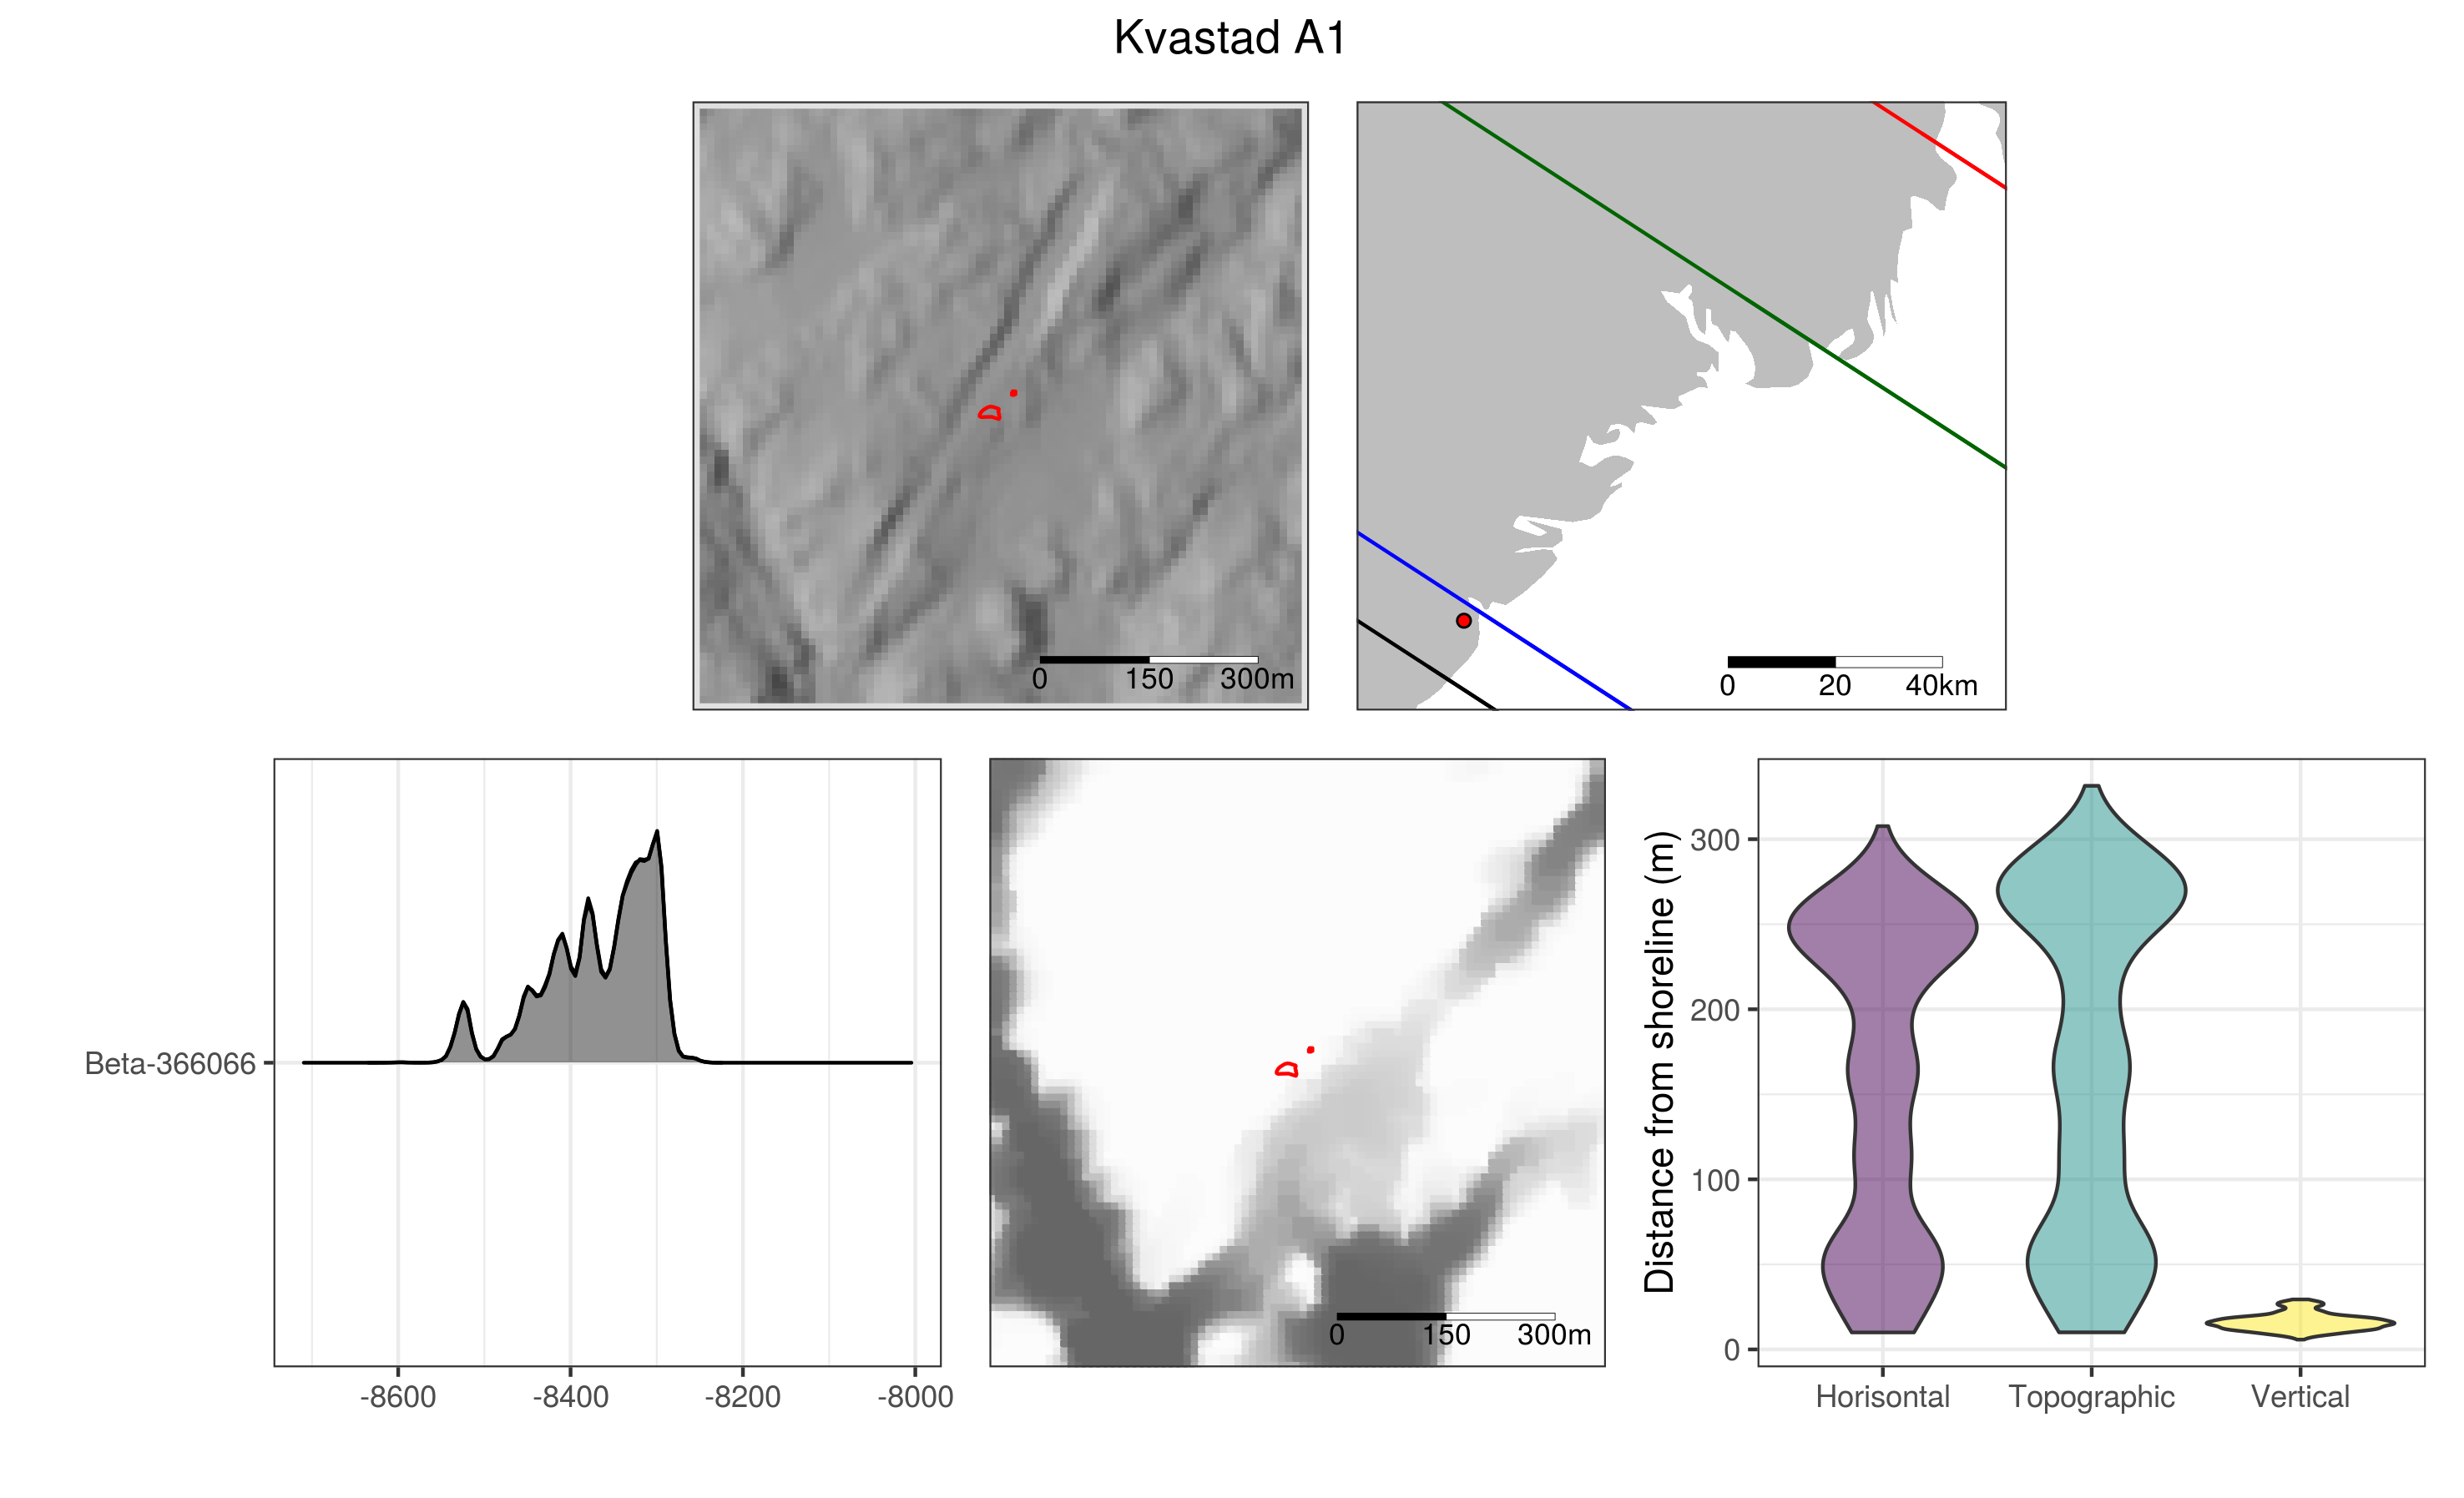 Kvastad A1
0 150 300m
0 20 40km
Beta-366066
-8600 -8400 -8200 -8000
0 150 300m
Distance from shoreline (m)
300
200
100
0
Horisontal Topographic Vertical